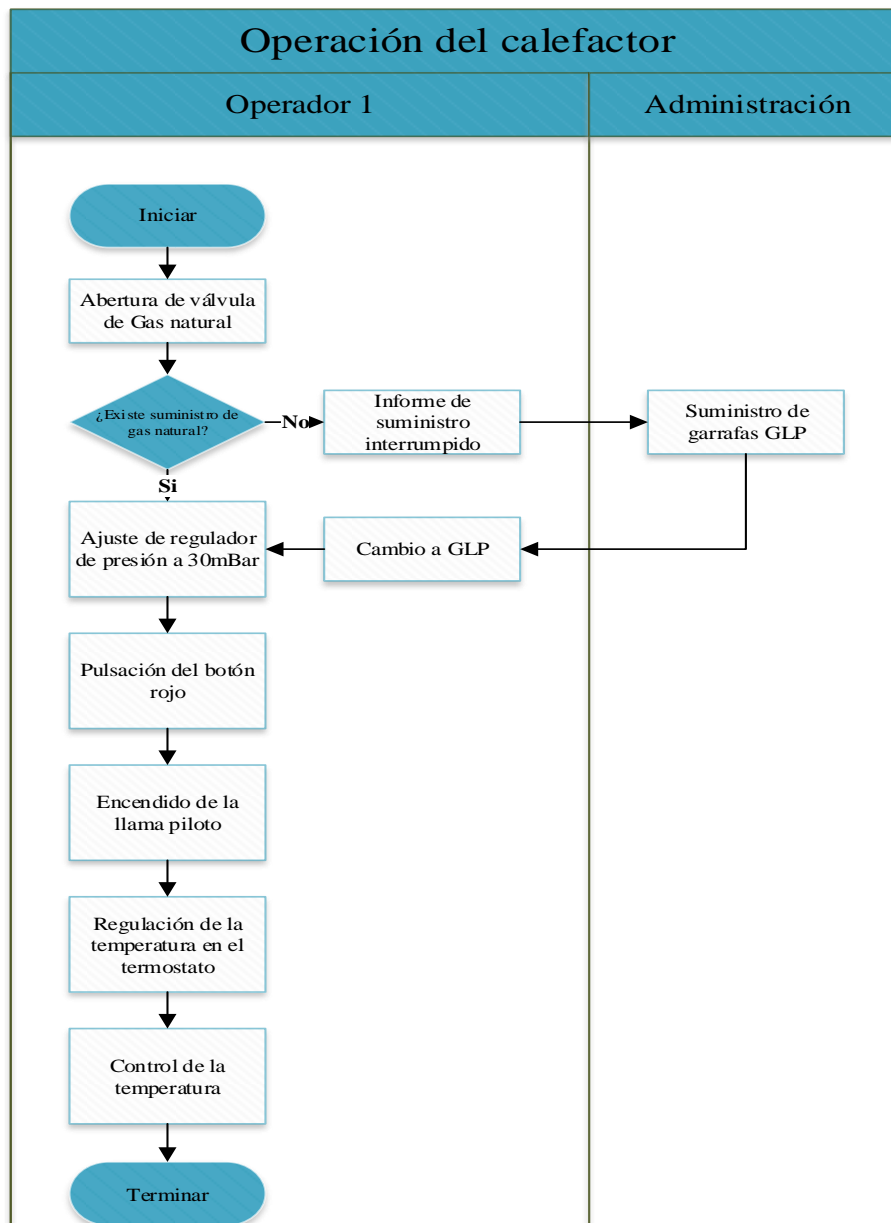 Operación del calefactor
Operador 1
Administración
Iniciar
Abertura de válvula
de Gas natural
¿Existe suministro de
gas natural?
No
Informe de
suministro
interrumpido
Suministro de
garrafas GLP
Si
Ajuste de regulador
de presión a 30mBar
Cambio a GLP
Pulsación del botón
rojo
Encendido de la
llama piloto
Regulación de la
temperatura en el
termostato
Control de la
temperatura
Terminar